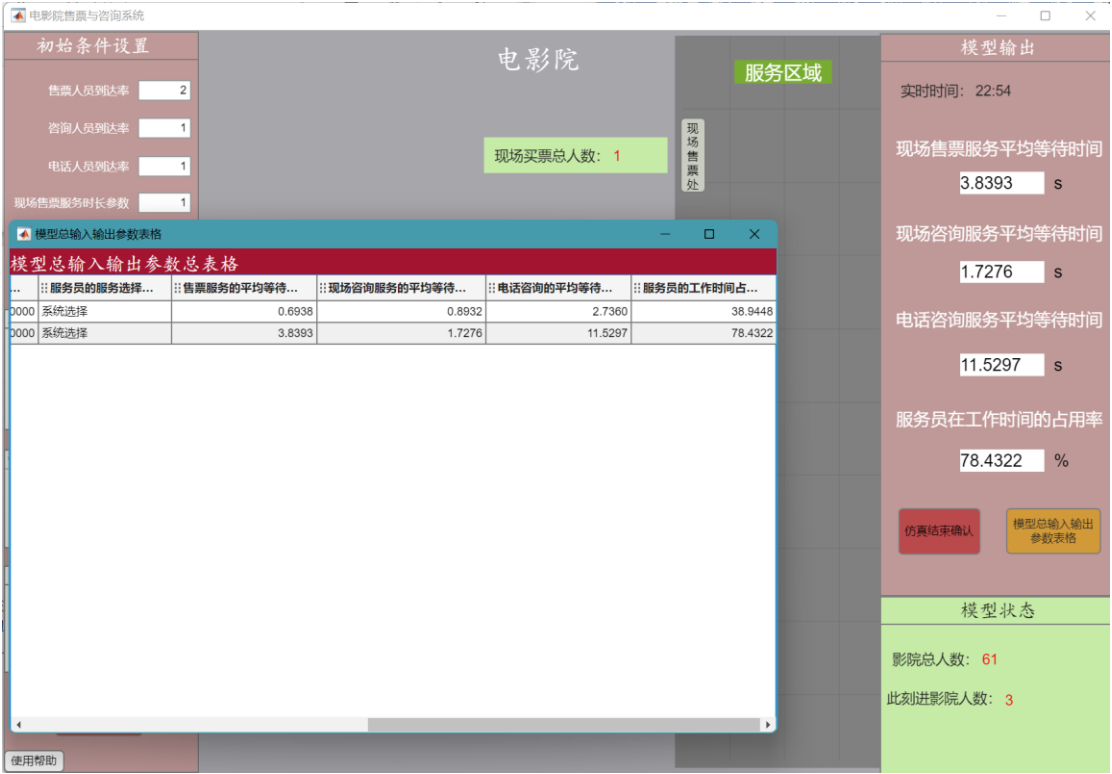 电影院售票与咨询系统
初始条件设置
售票人员到达率 2
咨询人员到达率 1
电话人员到达率 1
现场售票服务时长参数 1
电影院
现场买票总人数： 1
服务区域
现场售票处
模型总输入输出参数表格
模型总输入输出参数总表格
... 服务员的服务选择... 售票服务的平均等待... 现场咨询服务的平均等待... 电话咨询的平均等待... 服务员的工作时间占...
0000 系统选择 0.6938 0.8932 2.7360 38.9448
0000 系统选择 3.8393 1.7276 11.5297 78.4322
使用帮助
模型输出
实时时间： 22:54
现场售票服务平均等待时间
3.8393 s
现场咨询服务平均等待时间
1.7276 s
电话咨询服务平均等待时间
11.5297 s
服务员在工作时间的占用率
78.4322 %
仿真结束确认
模型总输入输出
参数表格
模型状态
影院总人数： 61
此刻进影院人数： 3